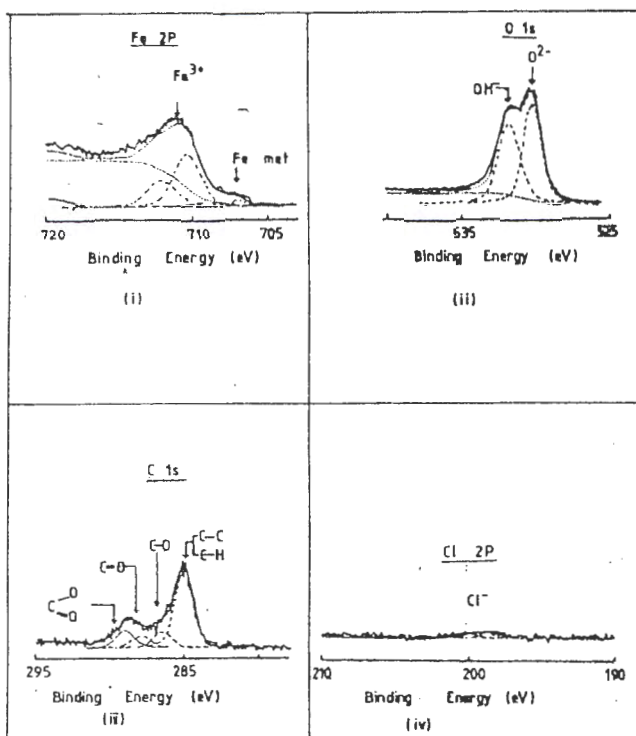 Fe 2P
Fe³⁺
Fe met
720 710 705
Binding Energy (eV)
(i)
O 1s
O²⁻
OH⁻
535 525
Binding Energy (eV)
(ii)
C 1s
C-O
C-C
C-H
C=O
C
O
O
295 285
Binding Energy (eV)
(iii)
Cl 2P
Cl⁻
210 200 190
Binding Energy (eV)
(iv)